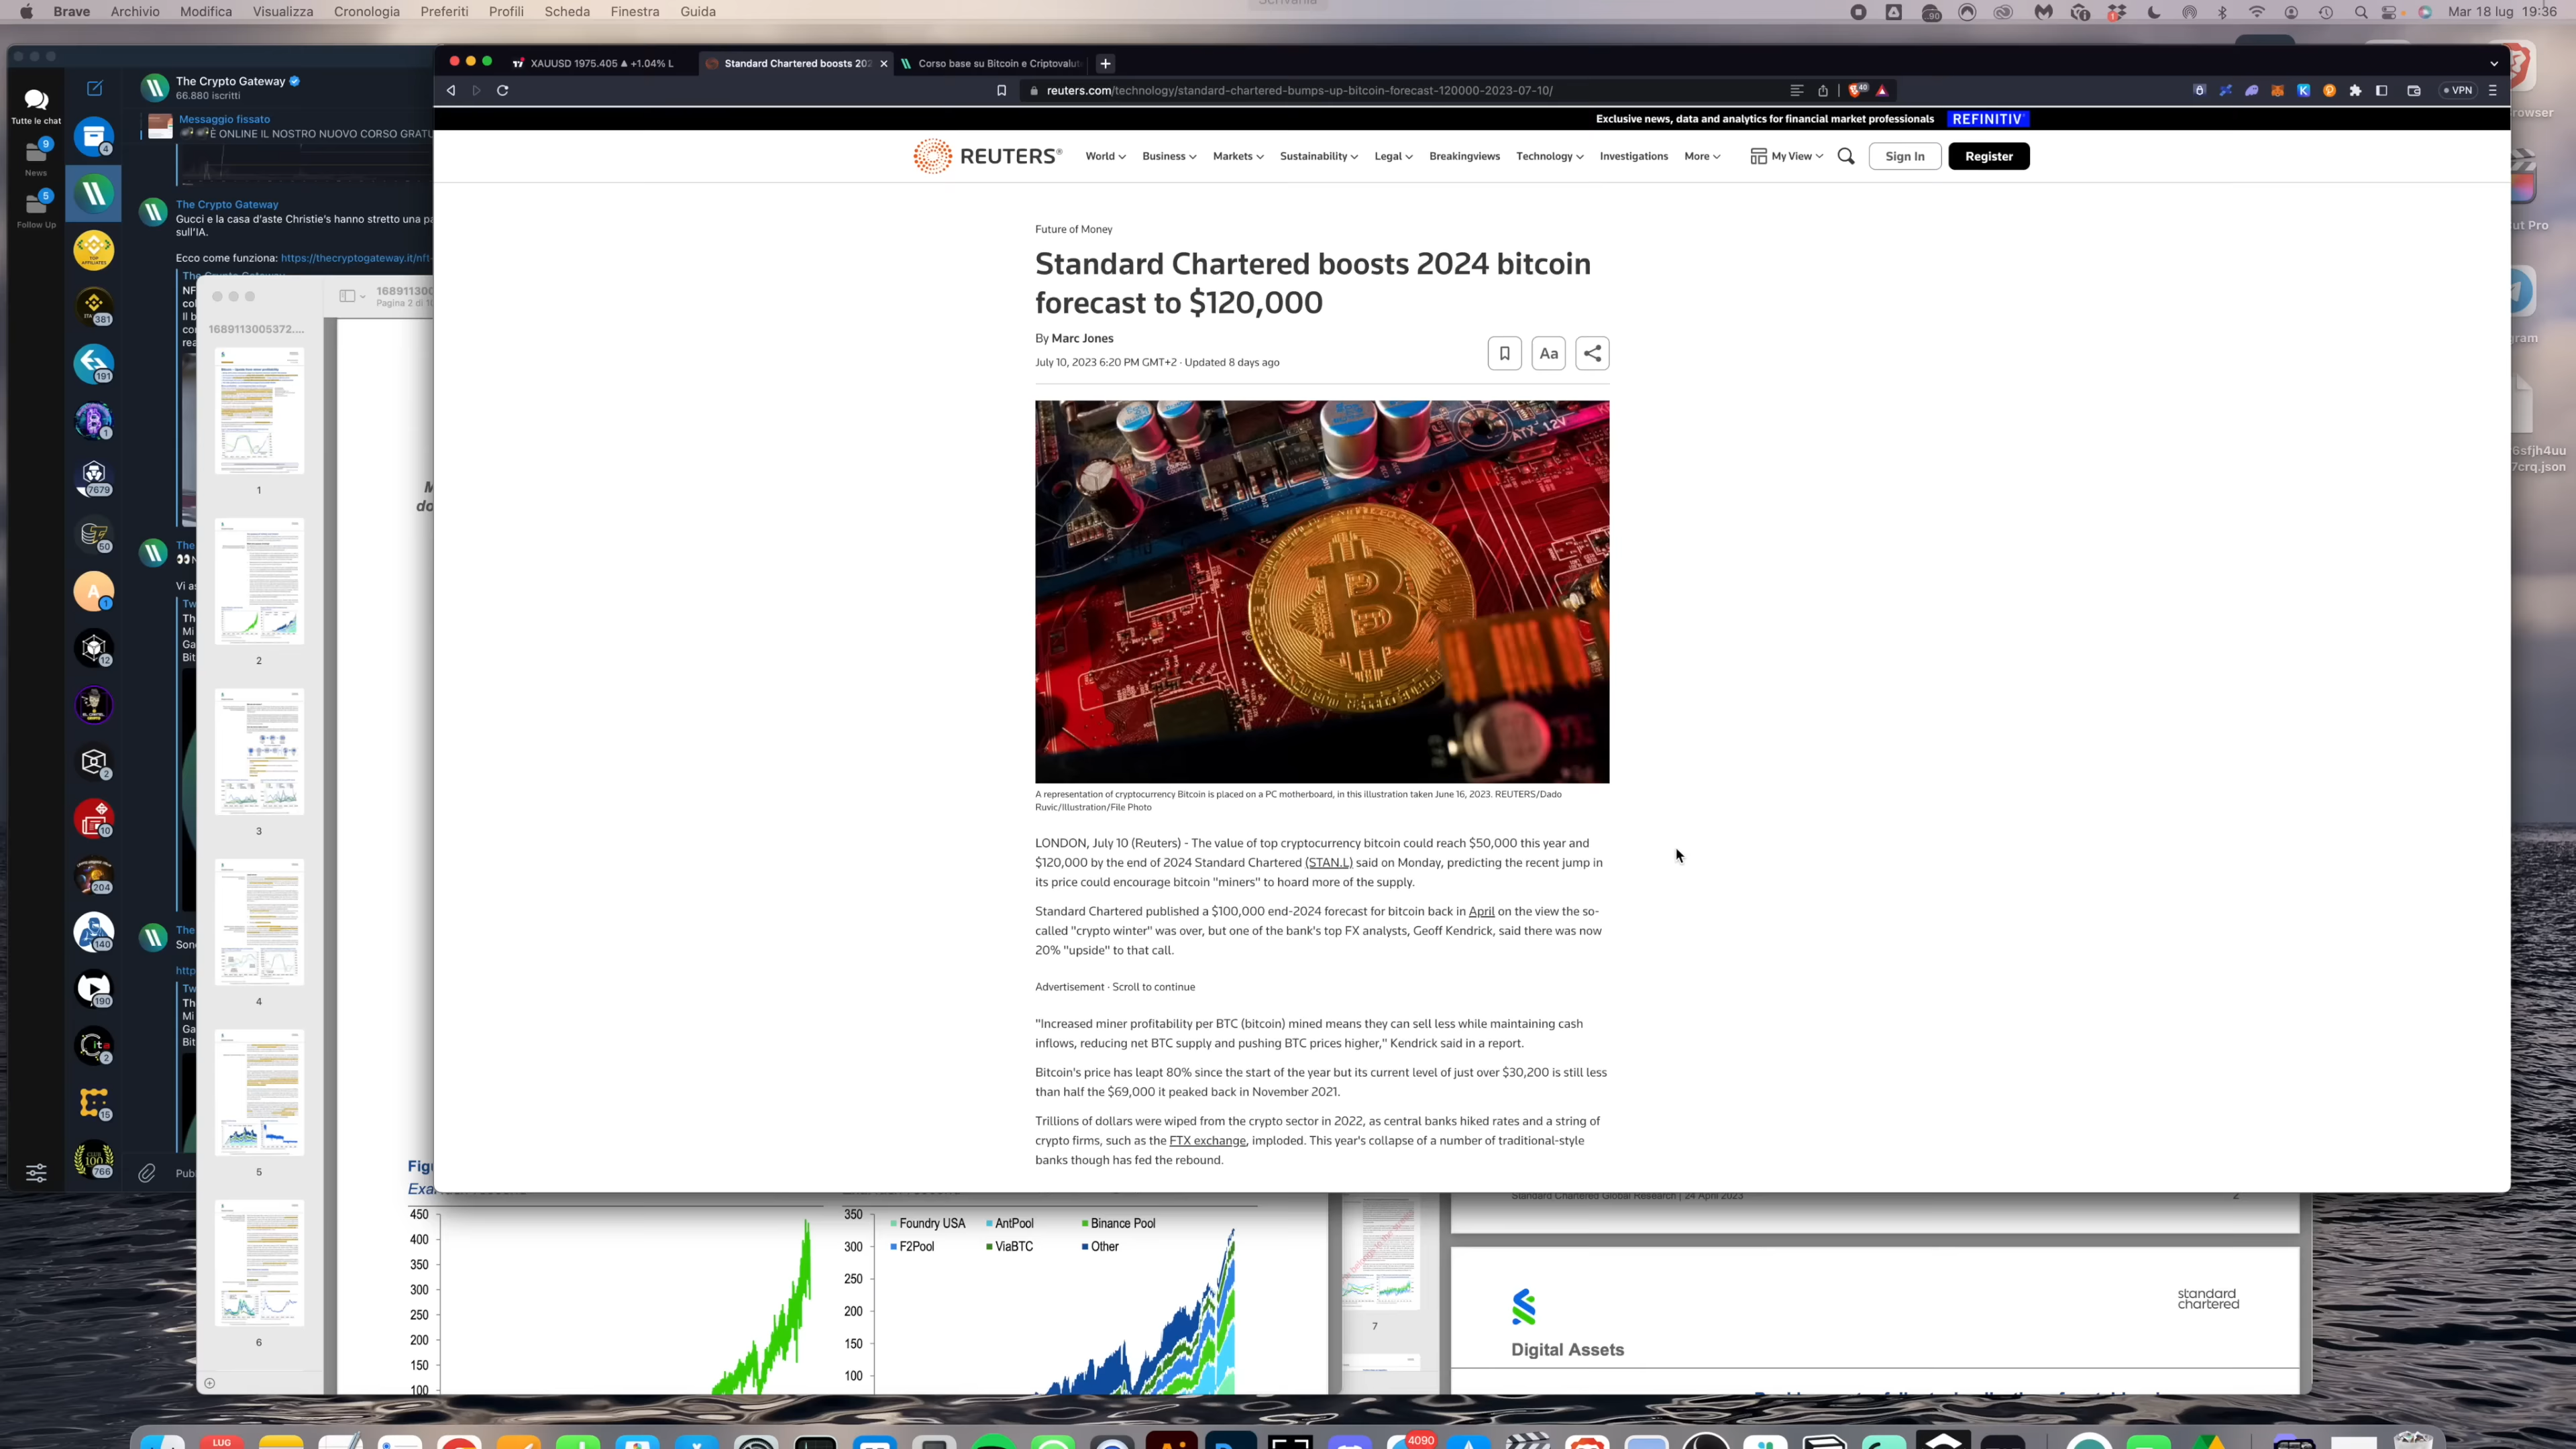 Brave Archivio Modifica Visualizza Cronologia Preferiti Profili Scheda Finestra Guida
Mar 18 lug 19:36
XAUUSD 1975.405 ▲ +1.04% L
Standard Chartered boosts 202
Corso base su Bitcoin e Criptovalut
reuters.com/technology/standard-chartered-bumps-up-bitcoin-forecast-120000-2023-07-10/
VPN
Tutte le chat
9
News
5
Follow Up
The Crypto Gateway
66.880 iscritti
Messaggio fissato
È ONLINE IL NOSTRO NUOVO CORSO GRATU
The Crypto Gateway
Gucci e la casa d'aste Christie's hanno stretto una pa
sull'IA.
Ecco come funziona: https://thecryptogateway.it/nft-
16891130053​72....
Pagina 2 di 1
1
2
3
4
5
6
Exclusive news, data and analytics for financial market professionals REFINITIV
REUTERS
World Business Markets Sustainability Legal Breakingviews Technology Investigations More My View Sign In Register
Future of Money
Standard Chartered boosts 2024 bitcoin
forecast to $120,000
By Marc Jones
July 10, 2023 6:20 PM GMT+2 · Updated 8 days ago
Aa
ATX_12V
A representation of cryptocurrency Bitcoin is placed on a PC motherboard, in this illustration taken June 16, 2023. REUTERS/Dado
Ruvic/Illustration/File Photo
LONDON, July 10 (Reuters) - The value of top cryptocurrency bitcoin could reach $50,000 this year and
$120,000 by the end of 2024 Standard Chartered (STAN.L) said on Monday, predicting the recent jump in
its price could encourage bitcoin "miners" to hoard more of the supply.
Standard Chartered published a $100,000 end-2024 forecast for bitcoin back in April on the view the so-
called "crypto winter" was over, but one of the bank's top FX analysts, Geoff Kendrick, said there was now
20% "upside" to that call.
Advertisement · Scroll to continue
"Increased miner profitability per BTC (bitcoin) mined means they can sell less while maintaining cash
inflows, reducing net BTC supply and pushing BTC prices higher," Kendrick said in a report.
Bitcoin's price has leapt 80% since the start of the year but its current level of just over $30,200 is still less
than half the $69,000 it peaked back in November 2021.
Trillions of dollars were wiped from the crypto sector in 2022, as central banks hiked rates and a string of
crypto firms, such as the FTX exchange, imploded. This year's collapse of a number of traditional-style
banks though has fed the rebound.
Standard Chartered Global Research | 24 April 2023
2
450
400
350
300
250
200
150
100
350
300
250
200
150
100
Foundry USA AntPool Binance Pool
F2Pool ViaBTC Other
7
standard
chartered
Digital Assets
LUG
4090